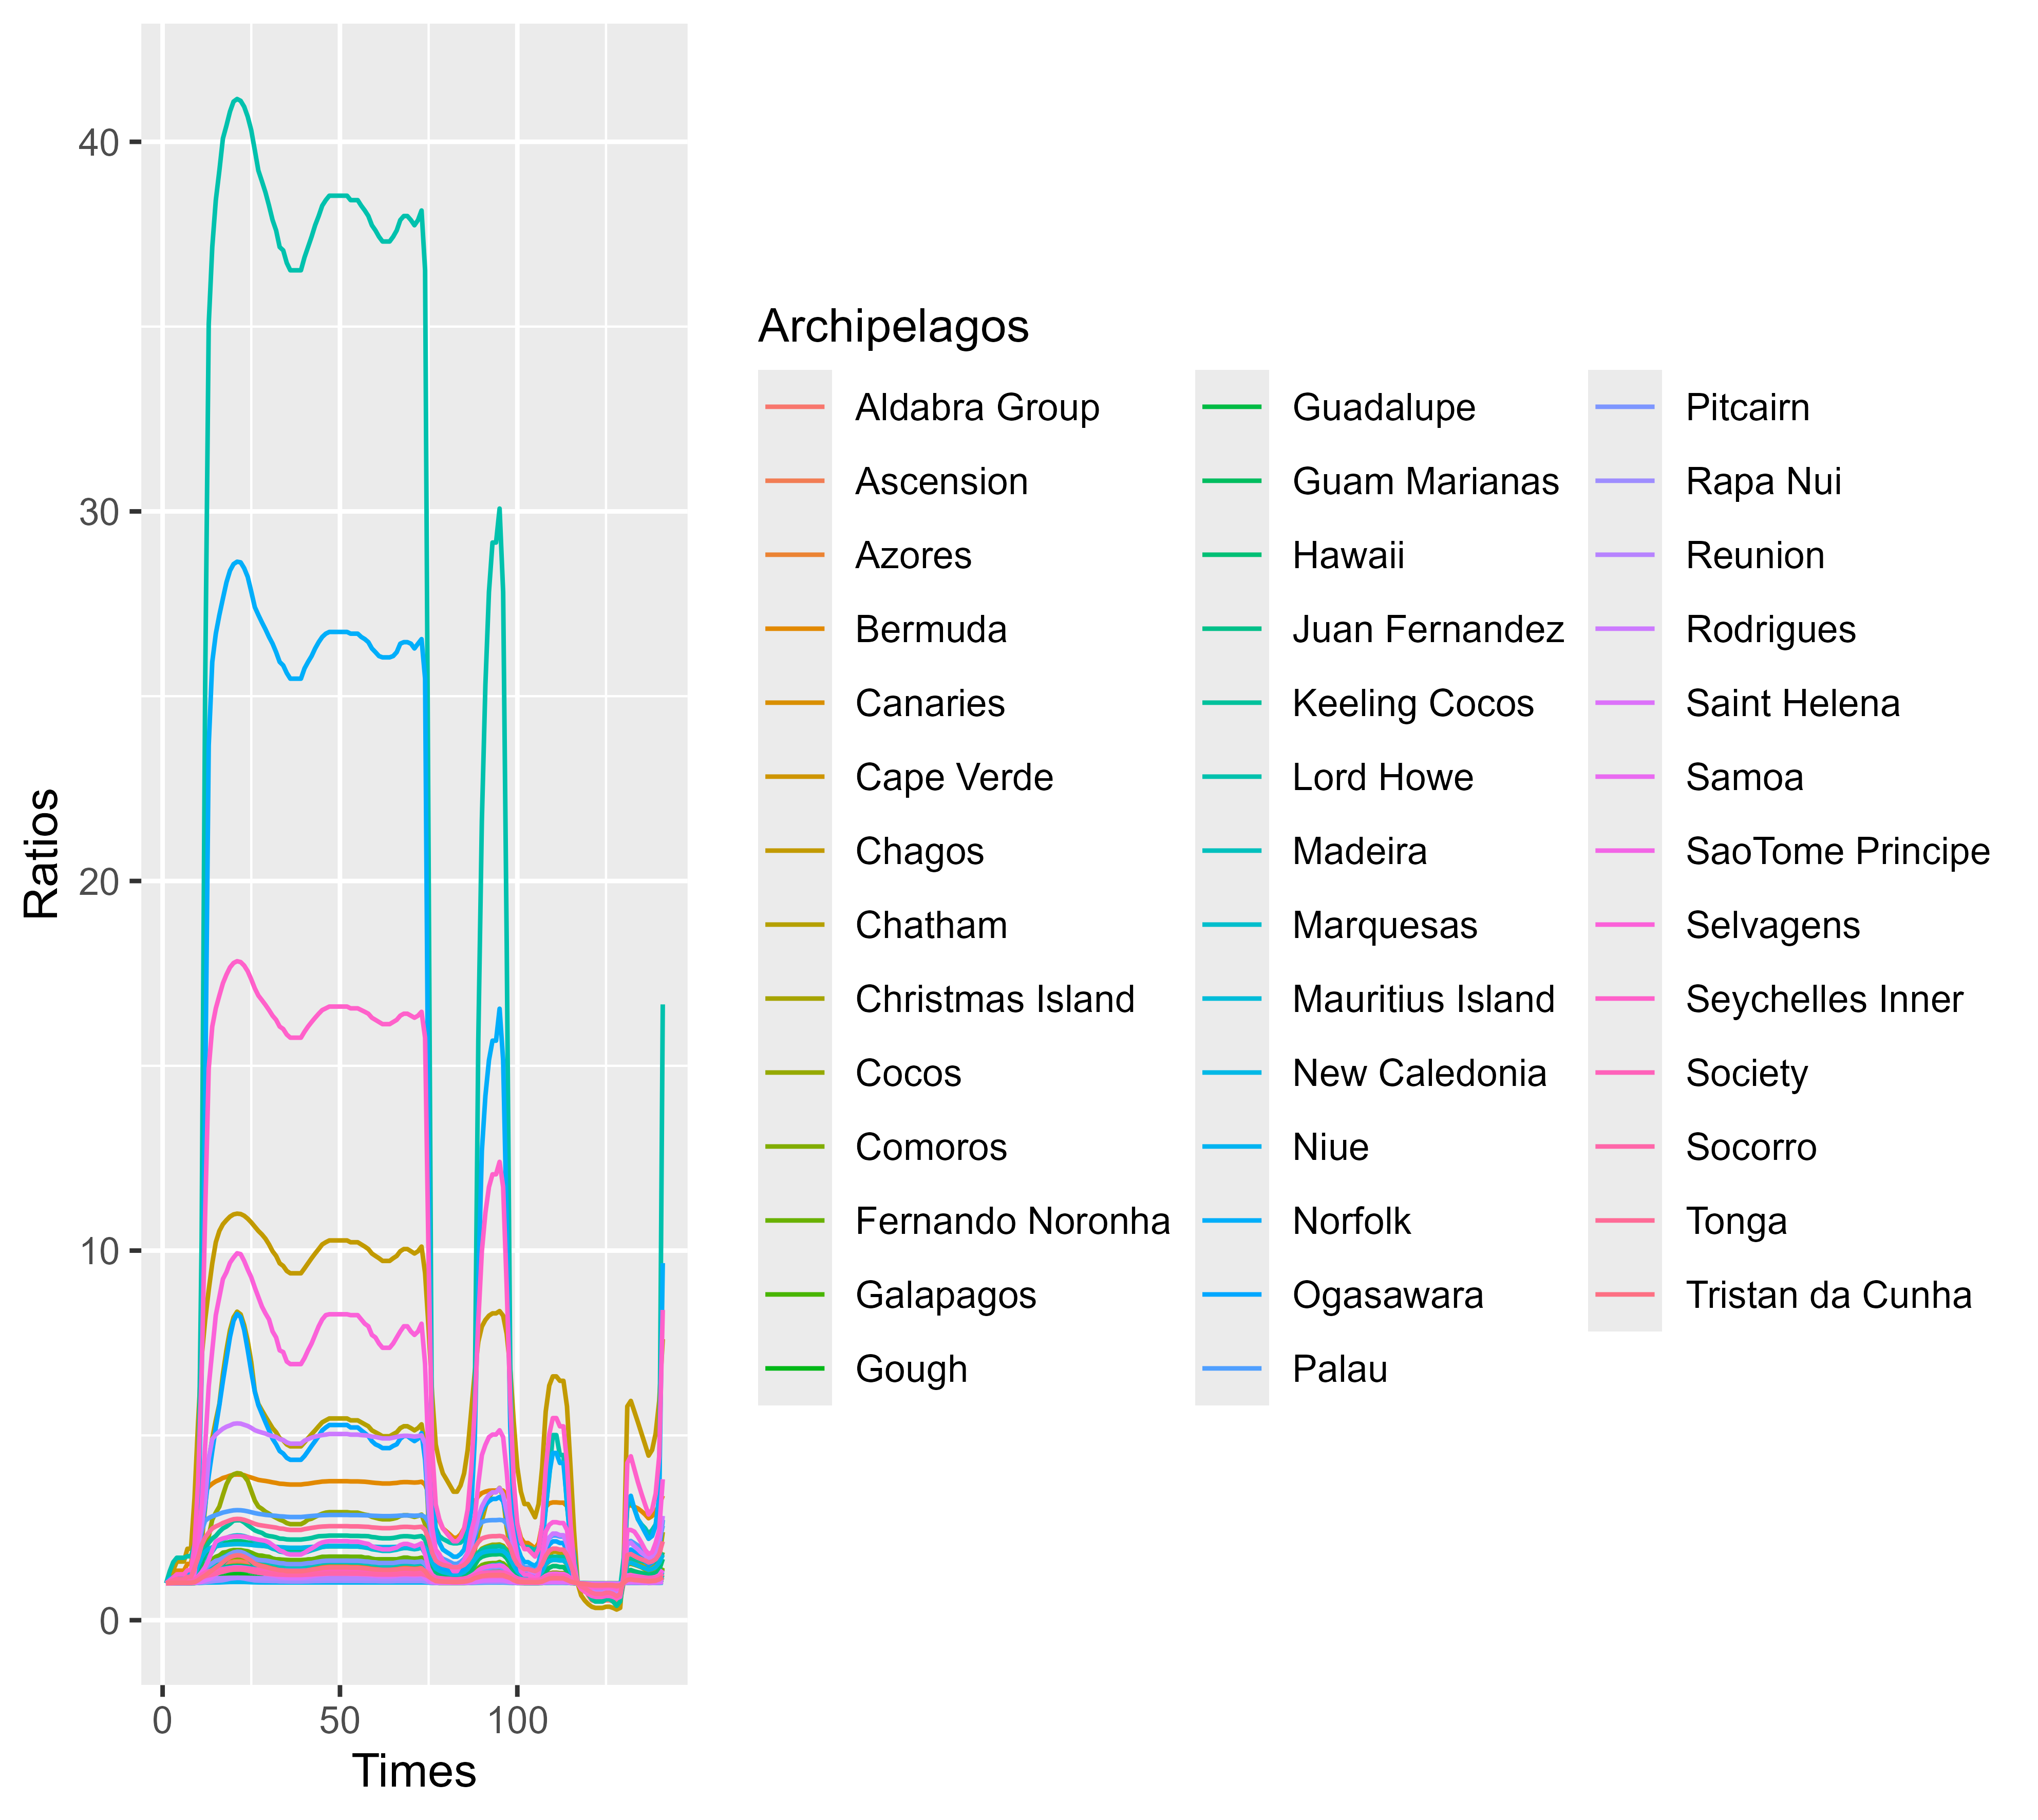 40
30
20
10
0
Ratios
0 50 100
Times
Archipelagos
Aldabra Group
Ascension
Azores
Bermuda
Canaries
Cape Verde
Chagos
Chatham
Christmas Island
Cocos
Comoros
Fernando Noronha
Galapagos
Gough
Guadalupe
Guam Marianas
Hawaii
Juan Fernandez
Keeling Cocos
Lord Howe
Madeira
Marquesas
Mauritius Island
New Caledonia
Niue
Norfolk
Ogasawara
Palau
Pitcairn
Rapa Nui
Reunion
Rodrigues
Saint Helena
Samoa
SaoTome Principe
Selvagens
Seychelles Inner
Society
Socorro
Tonga
Tristan da Cunha